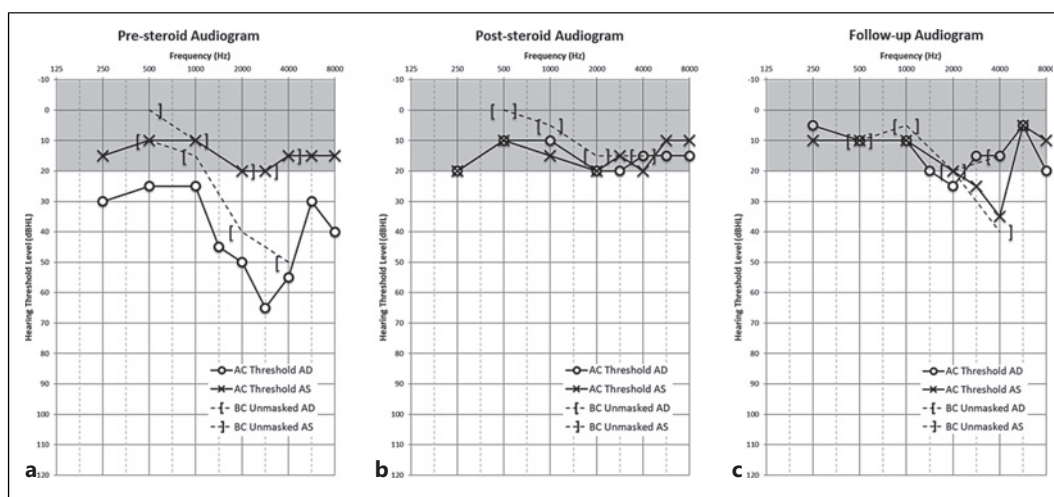 Pre-steroid Audiogram
Frequency (Hz)
125 250 500 1000 2000 4000 8000
-10
0
10
20
30
40
50
60
70
80
90
100
110
120
Hearing Threshold Level (dBHL)
AC Threshold AD
AC Threshold AS
BC Unmasked AD
BC Unmasked AS
a
Post-steroid Audiogram
Frequency (Hz)
125 250 500 1000 2000 4000 8000
-10
0
10
20
30
40
50
60
70
80
90
100
110
120
Hearing Threshold Level (dBHL)
AC Threshold AD
AC Threshold AS
BC Unmasked AD
BC Unmasked AS
b
Follow-up Audiogram
Frequency (Hz)
125 250 500 1000 2000 4000 8000
-10
0
10
20
30
40
50
60
70
80
90
100
110
120
Hearing Threshold Level (dBHL)
AC Threshold AD
AC Threshold AS
BC Unmasked AD
BC Unmasked AS
c